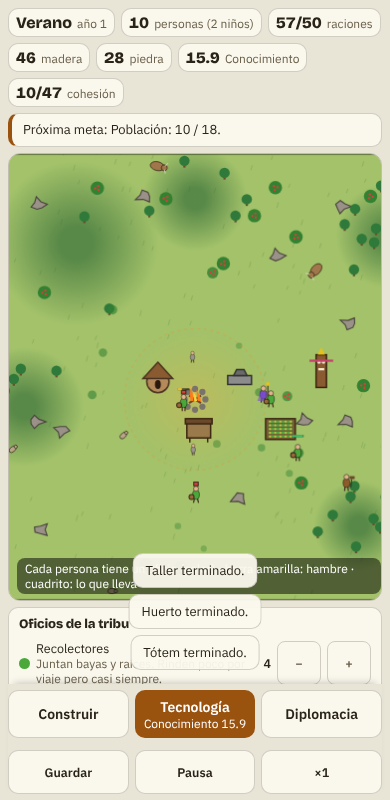 Verano año 1
10 personas (2 niños)
57/50 raciones
46 madera
28 piedra
15.9 Conocimiento
10/47 cohesión
Próxima meta: Población: 10 / 18.
Cada persona tiene amarilla: hambre ·
cuadrito: lo que lleva
Taller terminado.
Huerto terminado.
Tótem terminado.
Oficios de la tribu
Recolectores
Juntan bayas y
viaje pero casi siempre.
4
−
+
Construir
Tecnología
Conocimiento 15.9
Diplomacia
Guardar
Pausa
×1